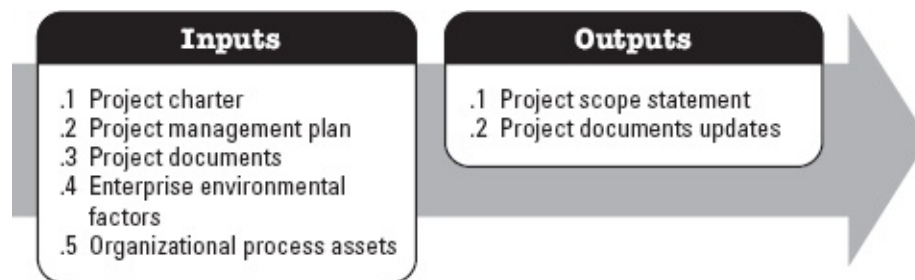 Inputs
.1 Project charter
.2 Project management plan
.3 Project documents
.4 Enterprise environmental
factors
.5 Organizational process assets
Outputs
.1 Project scope statement
.2 Project documents updates